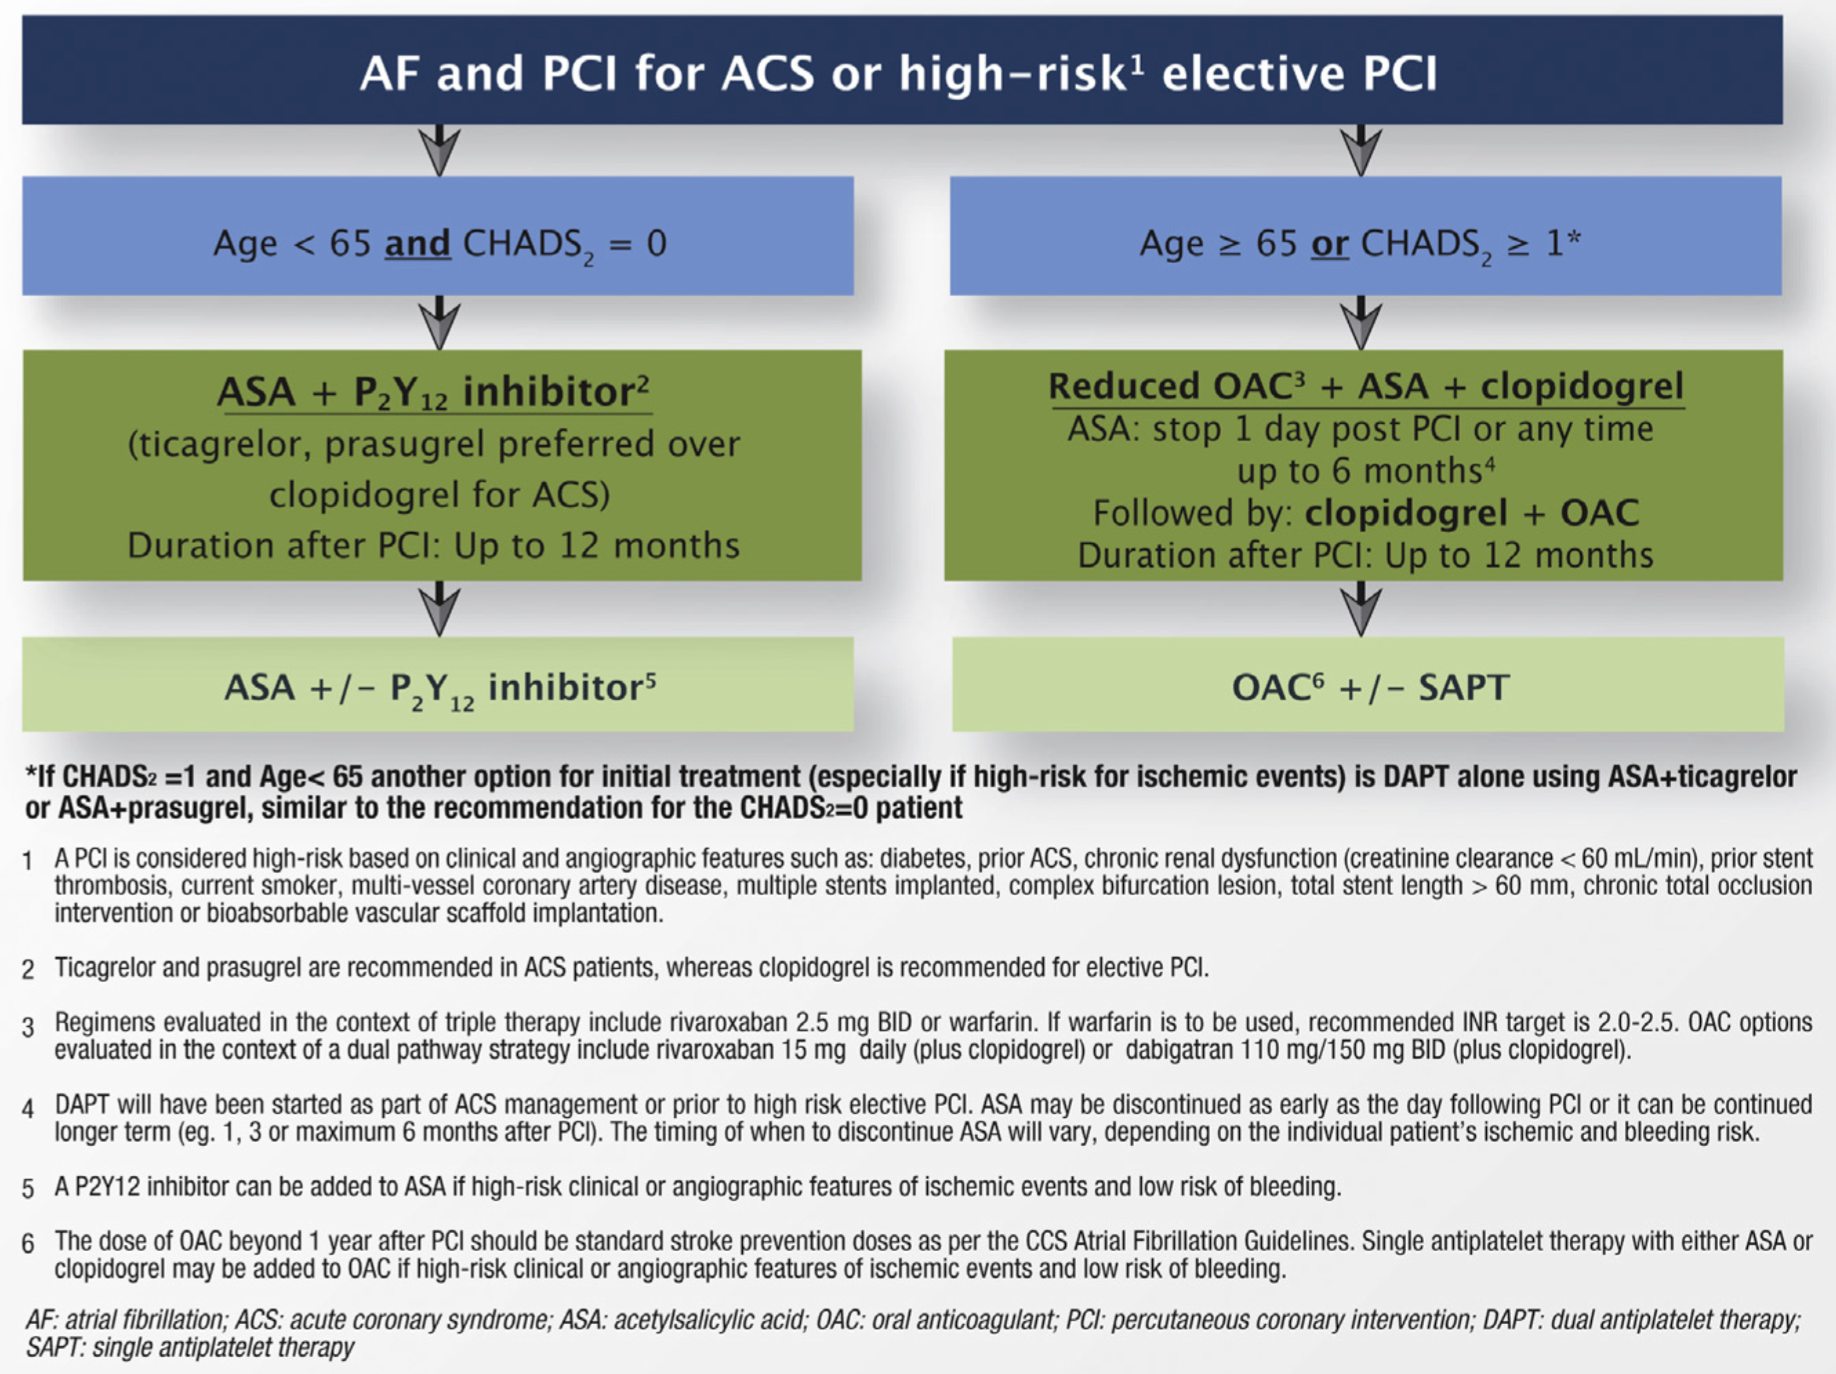 AF and PCI for ACS or high-risk¹ elective PCI
Age < 65 and CHADS₂ = 0
ASA + P₂Y₁₂ inhibitor²
(ticagrelor, prasugrel preferred over
clopidogrel for ACS)
Duration after PCI: Up to 12 months
ASA +/- P₂Y₁₂ inhibitor⁵
Age ≥ 65 or CHADS₂ ≥ 1*
Reduced OAC³ + ASA + clopidogrel
ASA: stop 1 day post PCI or any time
up to 6 months⁴
Followed by: clopidogrel + OAC
Duration after PCI: Up to 12 months
OAC⁶ +/- SAPT
*If CHADS₂ =1 and Age< 65 another option for initial treatment (especially if high-risk for ischemic events) is DAPT alone using ASA+ticagrelor
or ASA+prasugrel, similar to the recommendation for the CHADS₂=0 patient
1 A PCI is considered high-risk based on clinical and angiographic features such as: diabetes, prior ACS, chronic renal dysfunction (creatinine clearance < 60 mL/min), prior stent
thrombosis, current smoker, multi-vessel coronary artery disease, multiple stents implanted, complex bifurcation lesion, total stent length > 60 mm, chronic total occlusion
intervention or bioabsorbable vascular scaffold implantation.
2 Ticagrelor and prasugrel are recommended in ACS patients, whereas clopidogrel is recommended for elective PCI.
3 Regimens evaluated in the context of triple therapy include rivaroxaban 2.5 mg BID or warfarin. If warfarin is to be used, recommended INR target is 2.0-2.5. OAC options
evaluated in the context of a dual pathway strategy include rivaroxaban 15 mg daily (plus clopidogrel) or dabigatran 110 mg/150 mg BID (plus clopidogrel).
4 DAPT will have been started as part of ACS management or prior to high risk elective PCI. ASA may be discontinued as early as the day following PCI or it can be continued
longer term (eg. 1, 3 or maximum 6 months after PCI). The timing of when to discontinue ASA will vary, depending on the individual patient's ischemic and bleeding risk.
5 A P2Y12 inhibitor can be added to ASA if high-risk clinical or angiographic features of ischemic events and low risk of bleeding.
6 The dose of OAC beyond 1 year after PCI should be standard stroke prevention doses as per the CCS Atrial Fibrillation Guidelines. Single antiplatelet therapy with either ASA or
clopidogrel may be added to OAC if high-risk clinical or angiographic features of ischemic events and low risk of bleeding.
AF: atrial fibrillation; ACS: acute coronary syndrome; ASA: acetylsalicylic acid; OAC: oral anticoagulant; PCI: percutaneous coronary intervention; DAPT: dual antiplatelet therapy;
SAPT: single antiplatelet therapy